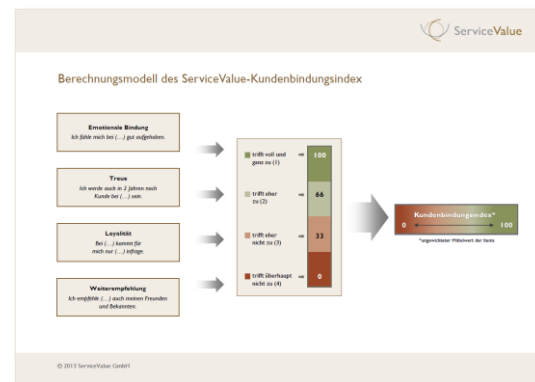 ServiceValue
Berechnungsmodell des ServiceValue-Kundenbindungsindex
Emotionale Bindung
Ich fühle mich bei (…) gut aufgehoben.
Treue
Ich werde auch in 2 Jahren noch
Kunde bei (…) sein.
Loyalität
Bei (…) kommt für
mich nur (…) infrage.
Weiterempfehlung
Ich empfehle (…) auch meinen Freunden
und Bekannten.
trifft voll und
ganz zu (1)
100
trifft eher
zu (2)
66
trifft eher
nicht zu (3)
33
trifft überhaupt
nicht zu (4)
0
Kundenbindungsindex*
0
100
*ungewichteter Mittelwert der Items
© 2013 ServiceValue GmbH